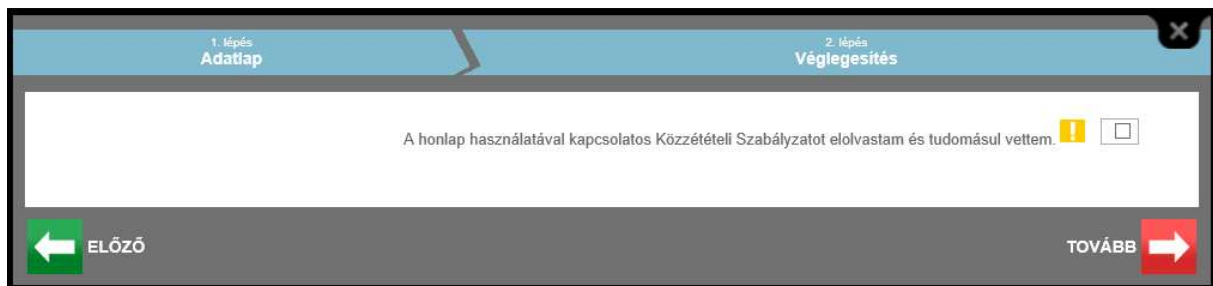 1. lépés
Adatlap
2. lépés
Véglegesítés
A honlap használatával kapcsolatos Közzétételi Szabályzatot elolvastam és tudomásul vettem. !
ELŐZŐ
TOVÁBB